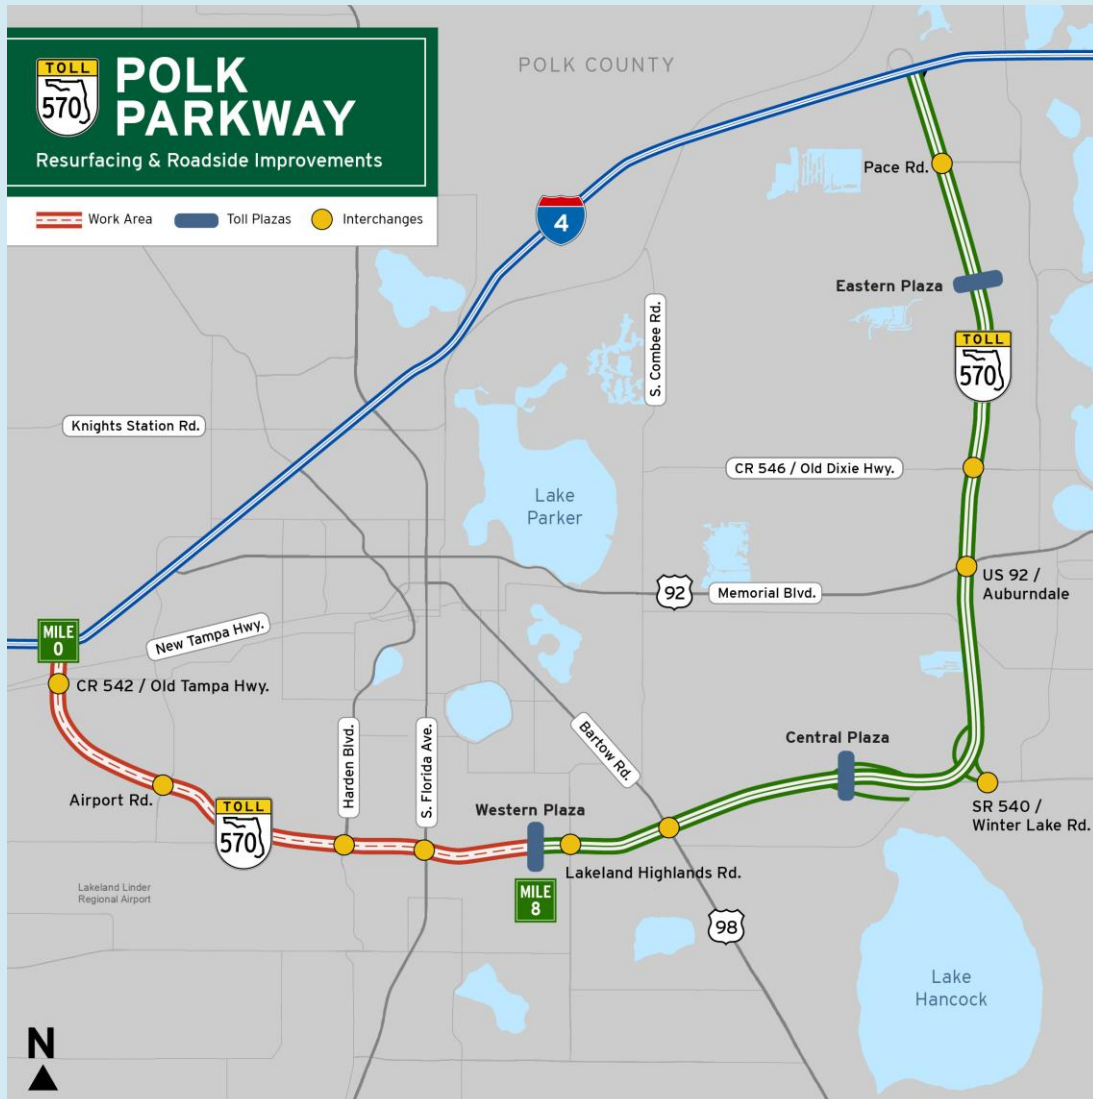 TOLL
570
POLK
PARKWAY
Resurfacing & Roadside Improvements
Work Area
Toll Plazas
Interchanges
POLK COUNTY
4
Pace Rd.
Eastern Plaza
TOLL
570
S. Combee Rd.
Knights Station Rd.
CR 546 / Old Dixie Hwy.
Lake
Parker
US 92 /
Auburndale
92
Memorial Blvd.
MILE
0
New Tampa Hwy.
CR 542 / Old Tampa Hwy.
Harden Blvd.
S. Florida Ave.
Bartow Rd.
Central Plaza
Airport Rd.
TOLL
570
Western Plaza
SR 540 /
Winter Lake Rd.
Lakeland Highlands Rd.
MILE
8
Lakeland Linder
Regional Airport
98
Lake
Hancock
N